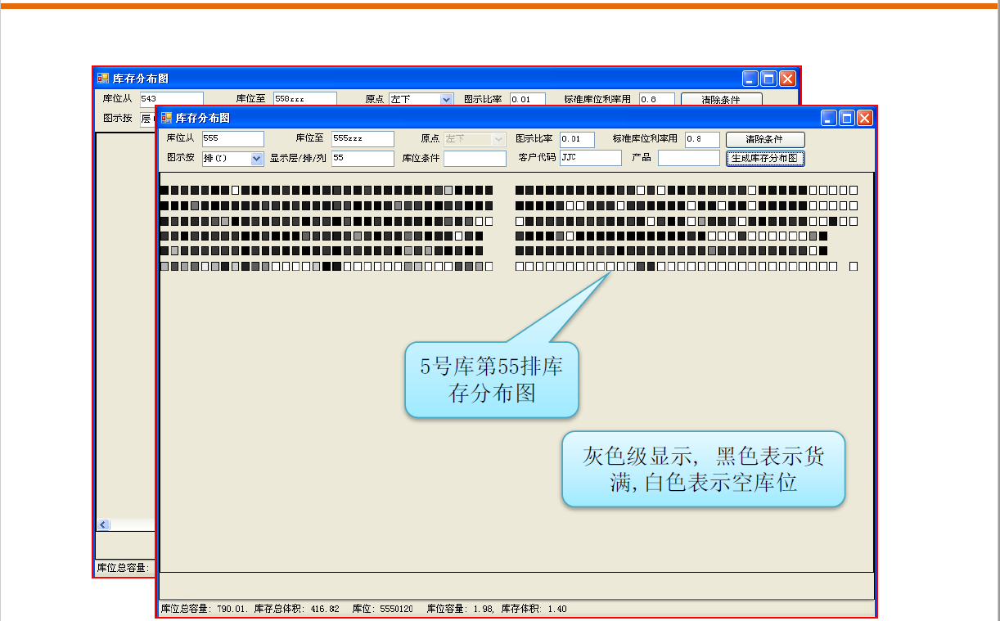 库存分布图
库位从 543 库位至 558zzz 原点 左下 图示比率 0.01 标准库位利率用 0.8 清除条件
图示按 层
库存分布图
库位从 555 库位至 555zzz 原点 左下 图示比率 0.01 标准库位利率用 0.8 清除条件
图示按 排(Y) 显示层/排/列 55 库位条件 客户代码 JJC 产品 生成库存分布图
5号库第55排库
存分布图
灰色级显示, 黑色表示货
满,白色表示空库位
库位总容量:
库位总容量: 790.01. 库存总体积: 416.82 库位: 5550120 库位容量: 1.98, 库存体积: 1.40